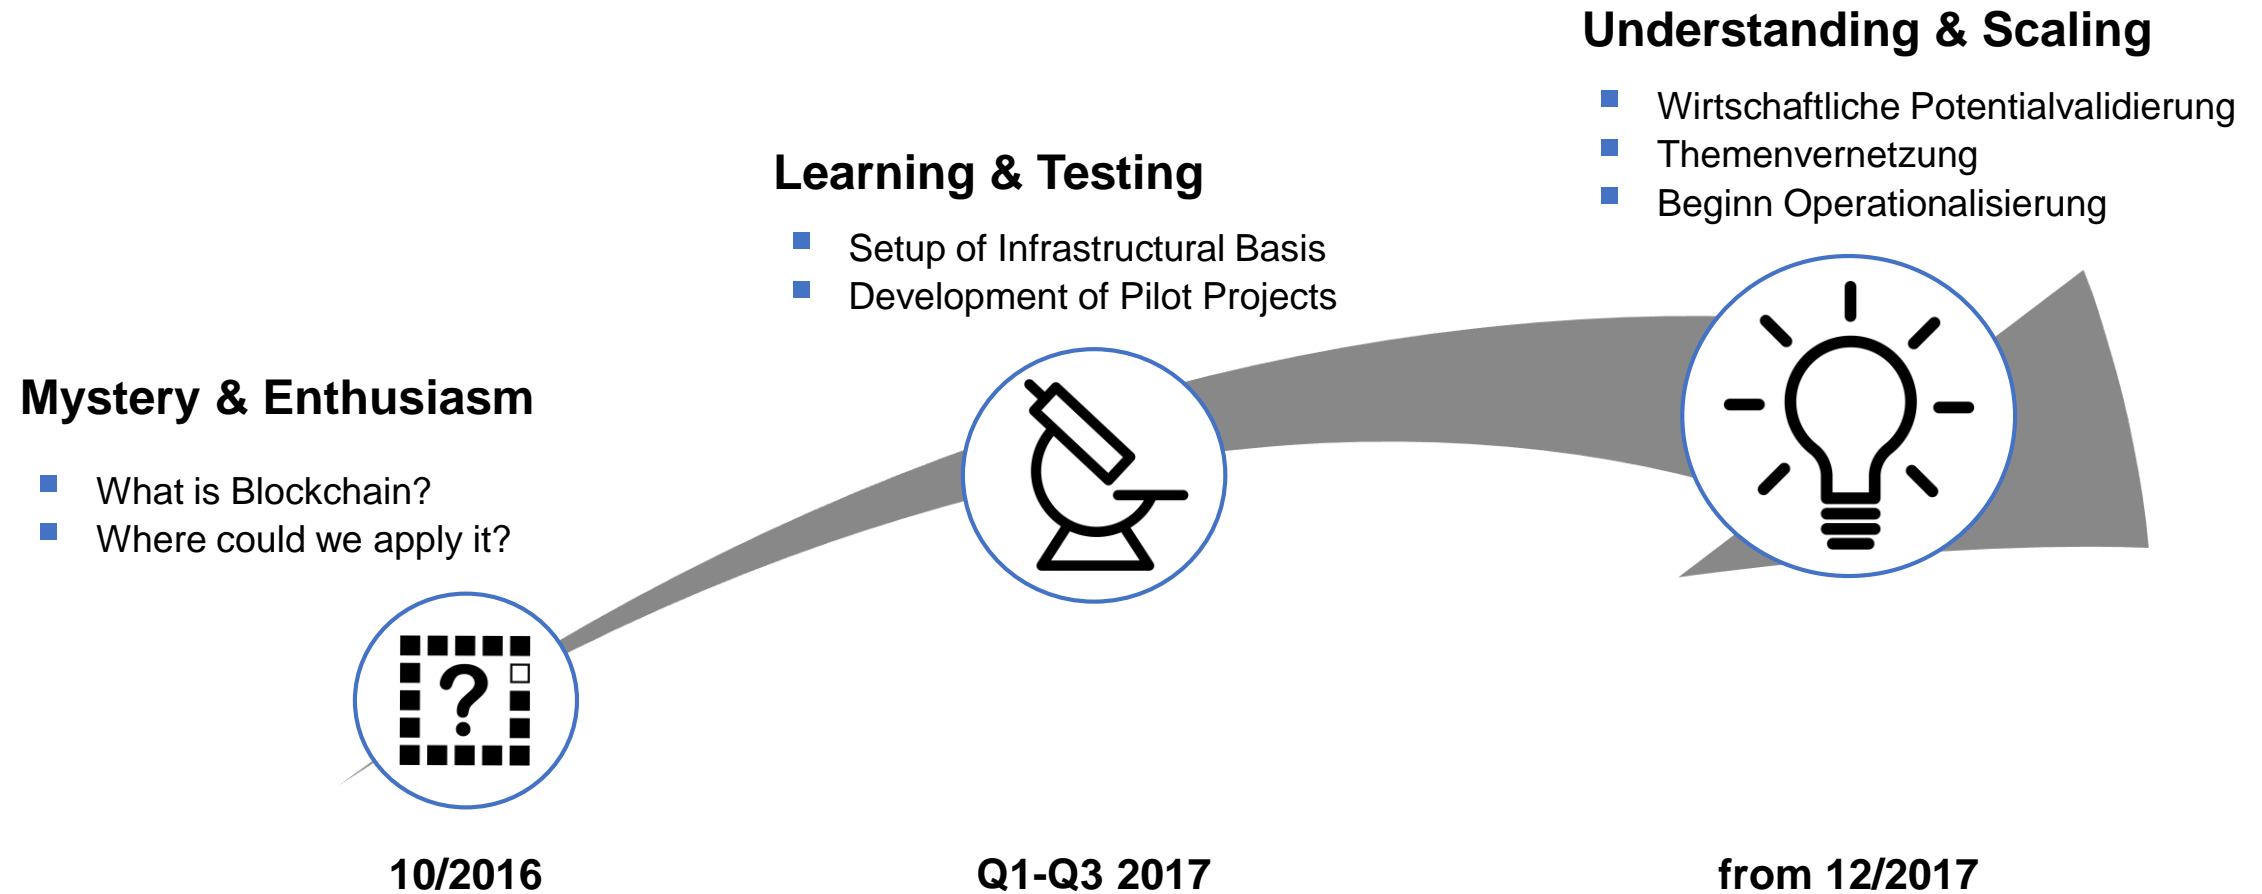 Mystery & Enthusiasm
What is Blockchain?
Where could we apply it?
?
10/2016
Learning & Testing
Setup of Infrastructural Basis
Development of Pilot Projects
Q1-Q3 2017
Understanding & Scaling
Wirtschaftliche Potentialvalidierung
Themenvernetzung
Beginn Operationalisierung
from 12/2017